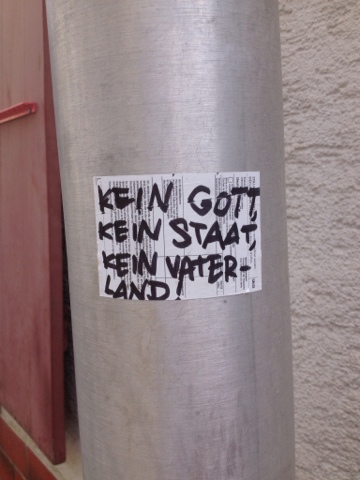 KEIN GOTT,
KEIN STAAT,
KEIN VATER-
LAND!